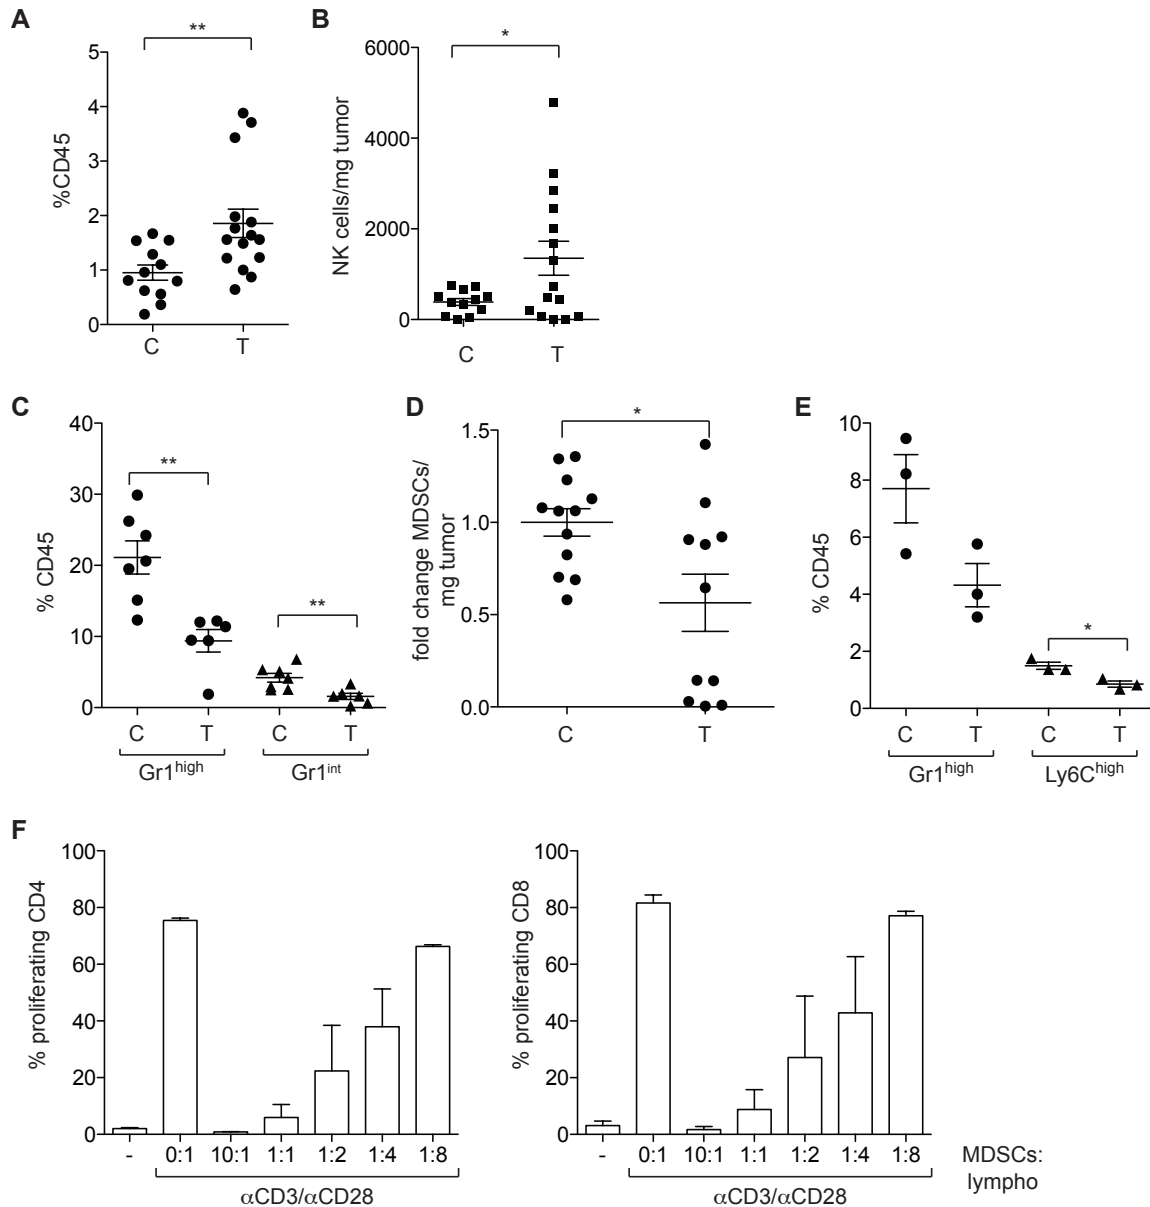 A
B
**
5
4
3
2
1
0
%CD45
C
T
*
6000
4000
2000
0
NK cells/mg tumor
C
T
C
D
E
40
30
20
10
0
% CD45
**
**
C
T
C
T
Gr1high
Gr1int
*
1.5
1.0
0.5
0.0
fold change MDSCs/
mg tumor
C
T
10
8
6
4
2
0
% CD45
*
C
T
C
T
Gr1high
Ly6Chigh
F
100
80
60
40
20
0
% proliferating CD4
-
0:1
10:1
1:1
1:2
1:4
1:8
αCD3/αCD28
100
80
60
40
20
0
% proliferating CD8
-
0:1
10:1
1:1
1:2
1:4
1:8
αCD3/αCD28
MDSCs:
lympho